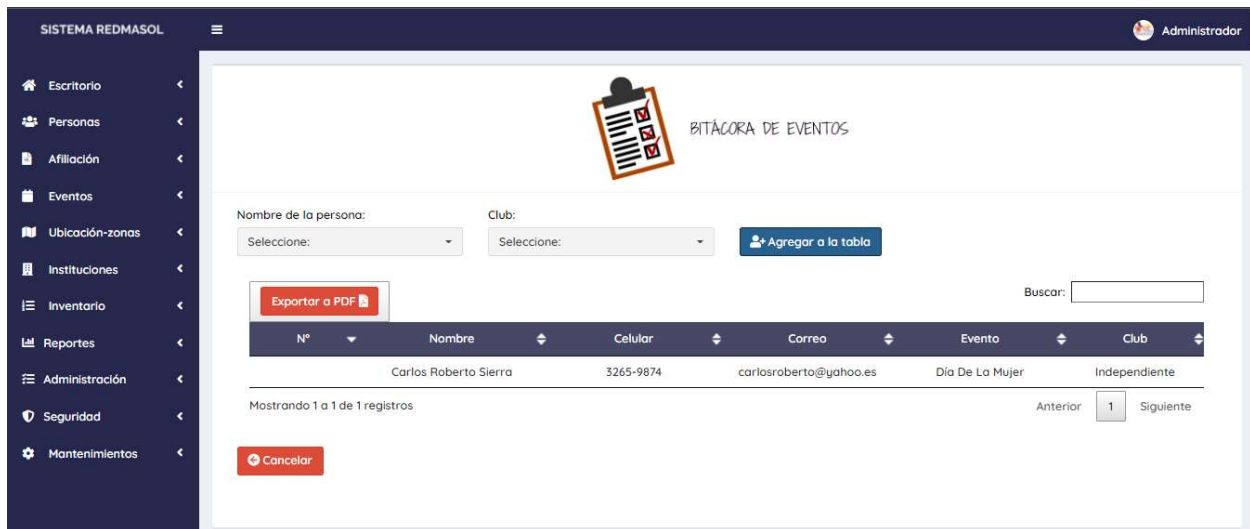 SISTEMA REDMASOL
Administrador
Escritorio
Personas
Afiliación
Eventos
Ubicación-zonas
Instituciones
Inventario
Reportes
Administración
Seguridad
Mantenimientos
BITÁCORA DE EVENTOS
Nombre de la persona: Club:
Seleccione: Seleccione: Agregar a la tabla
Exportar a PDF Buscar:
N° Nombre Celular Correo Evento Club
Carlos Roberto Sierra 3265-9874 carlosroberto@yahoo.es Día De La Mujer Independiente
Mostrando 1 a 1 de 1 registros Anterior 1 Siguiente
Cancelar